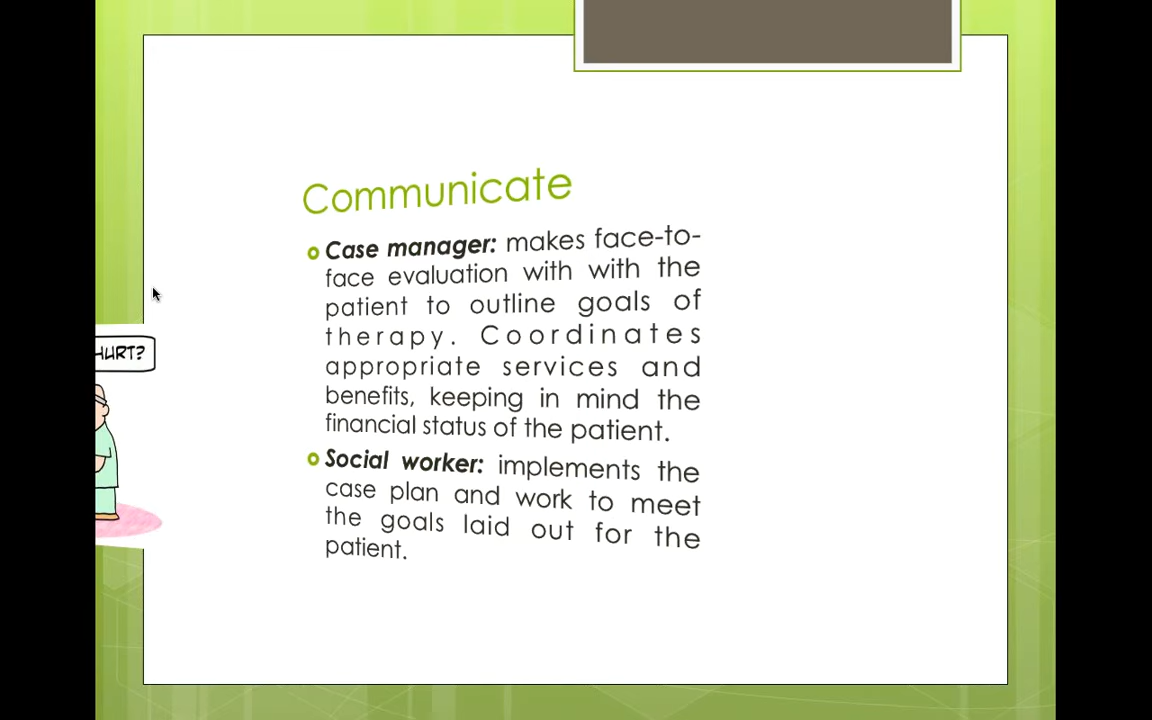 Communicate
Case manager: makes face-to-
face evaluation with with the
patient to outline goals of
therapy. Coordinates
appropriate services and
benefits, keeping in mind the
financial status of the patient.
Social worker: implements the
case plan and work to meet
the goals laid out for the
patient.
HURT?